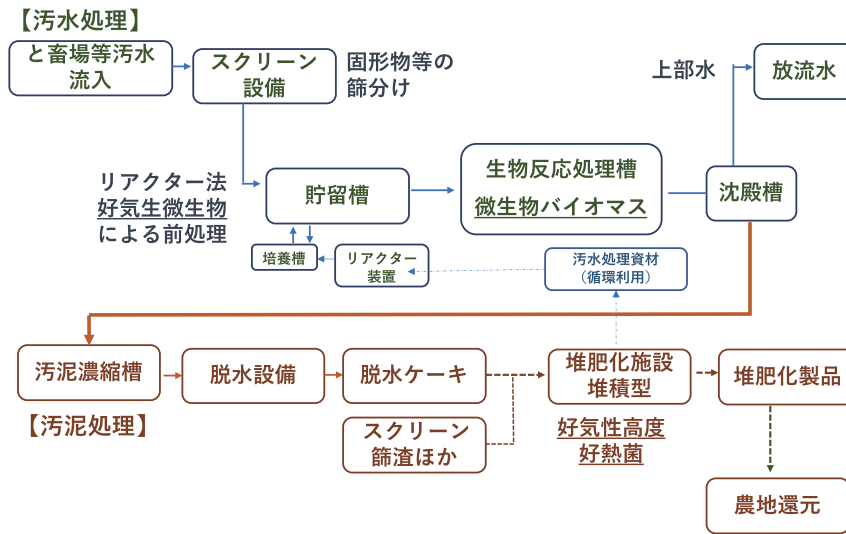 【汚水処理】
と畜場等汚水
流入
スクリーン
設備
固形物等の
篩分け
上部水
放流水
リアクター法
好気生微生物
による前処理
貯留槽
生物反応処理槽
微生物バイオマス
沈殿槽
培養槽
リアクター
装置
汚水処理資材
（循環利用）
汚泥濃縮槽
脱水設備
脱水ケーキ
堆肥化施設
堆積型
堆肥化製品
【汚泥処理】
スクリーン
篩渣ほか
好気性高度
好熱菌
農地還元